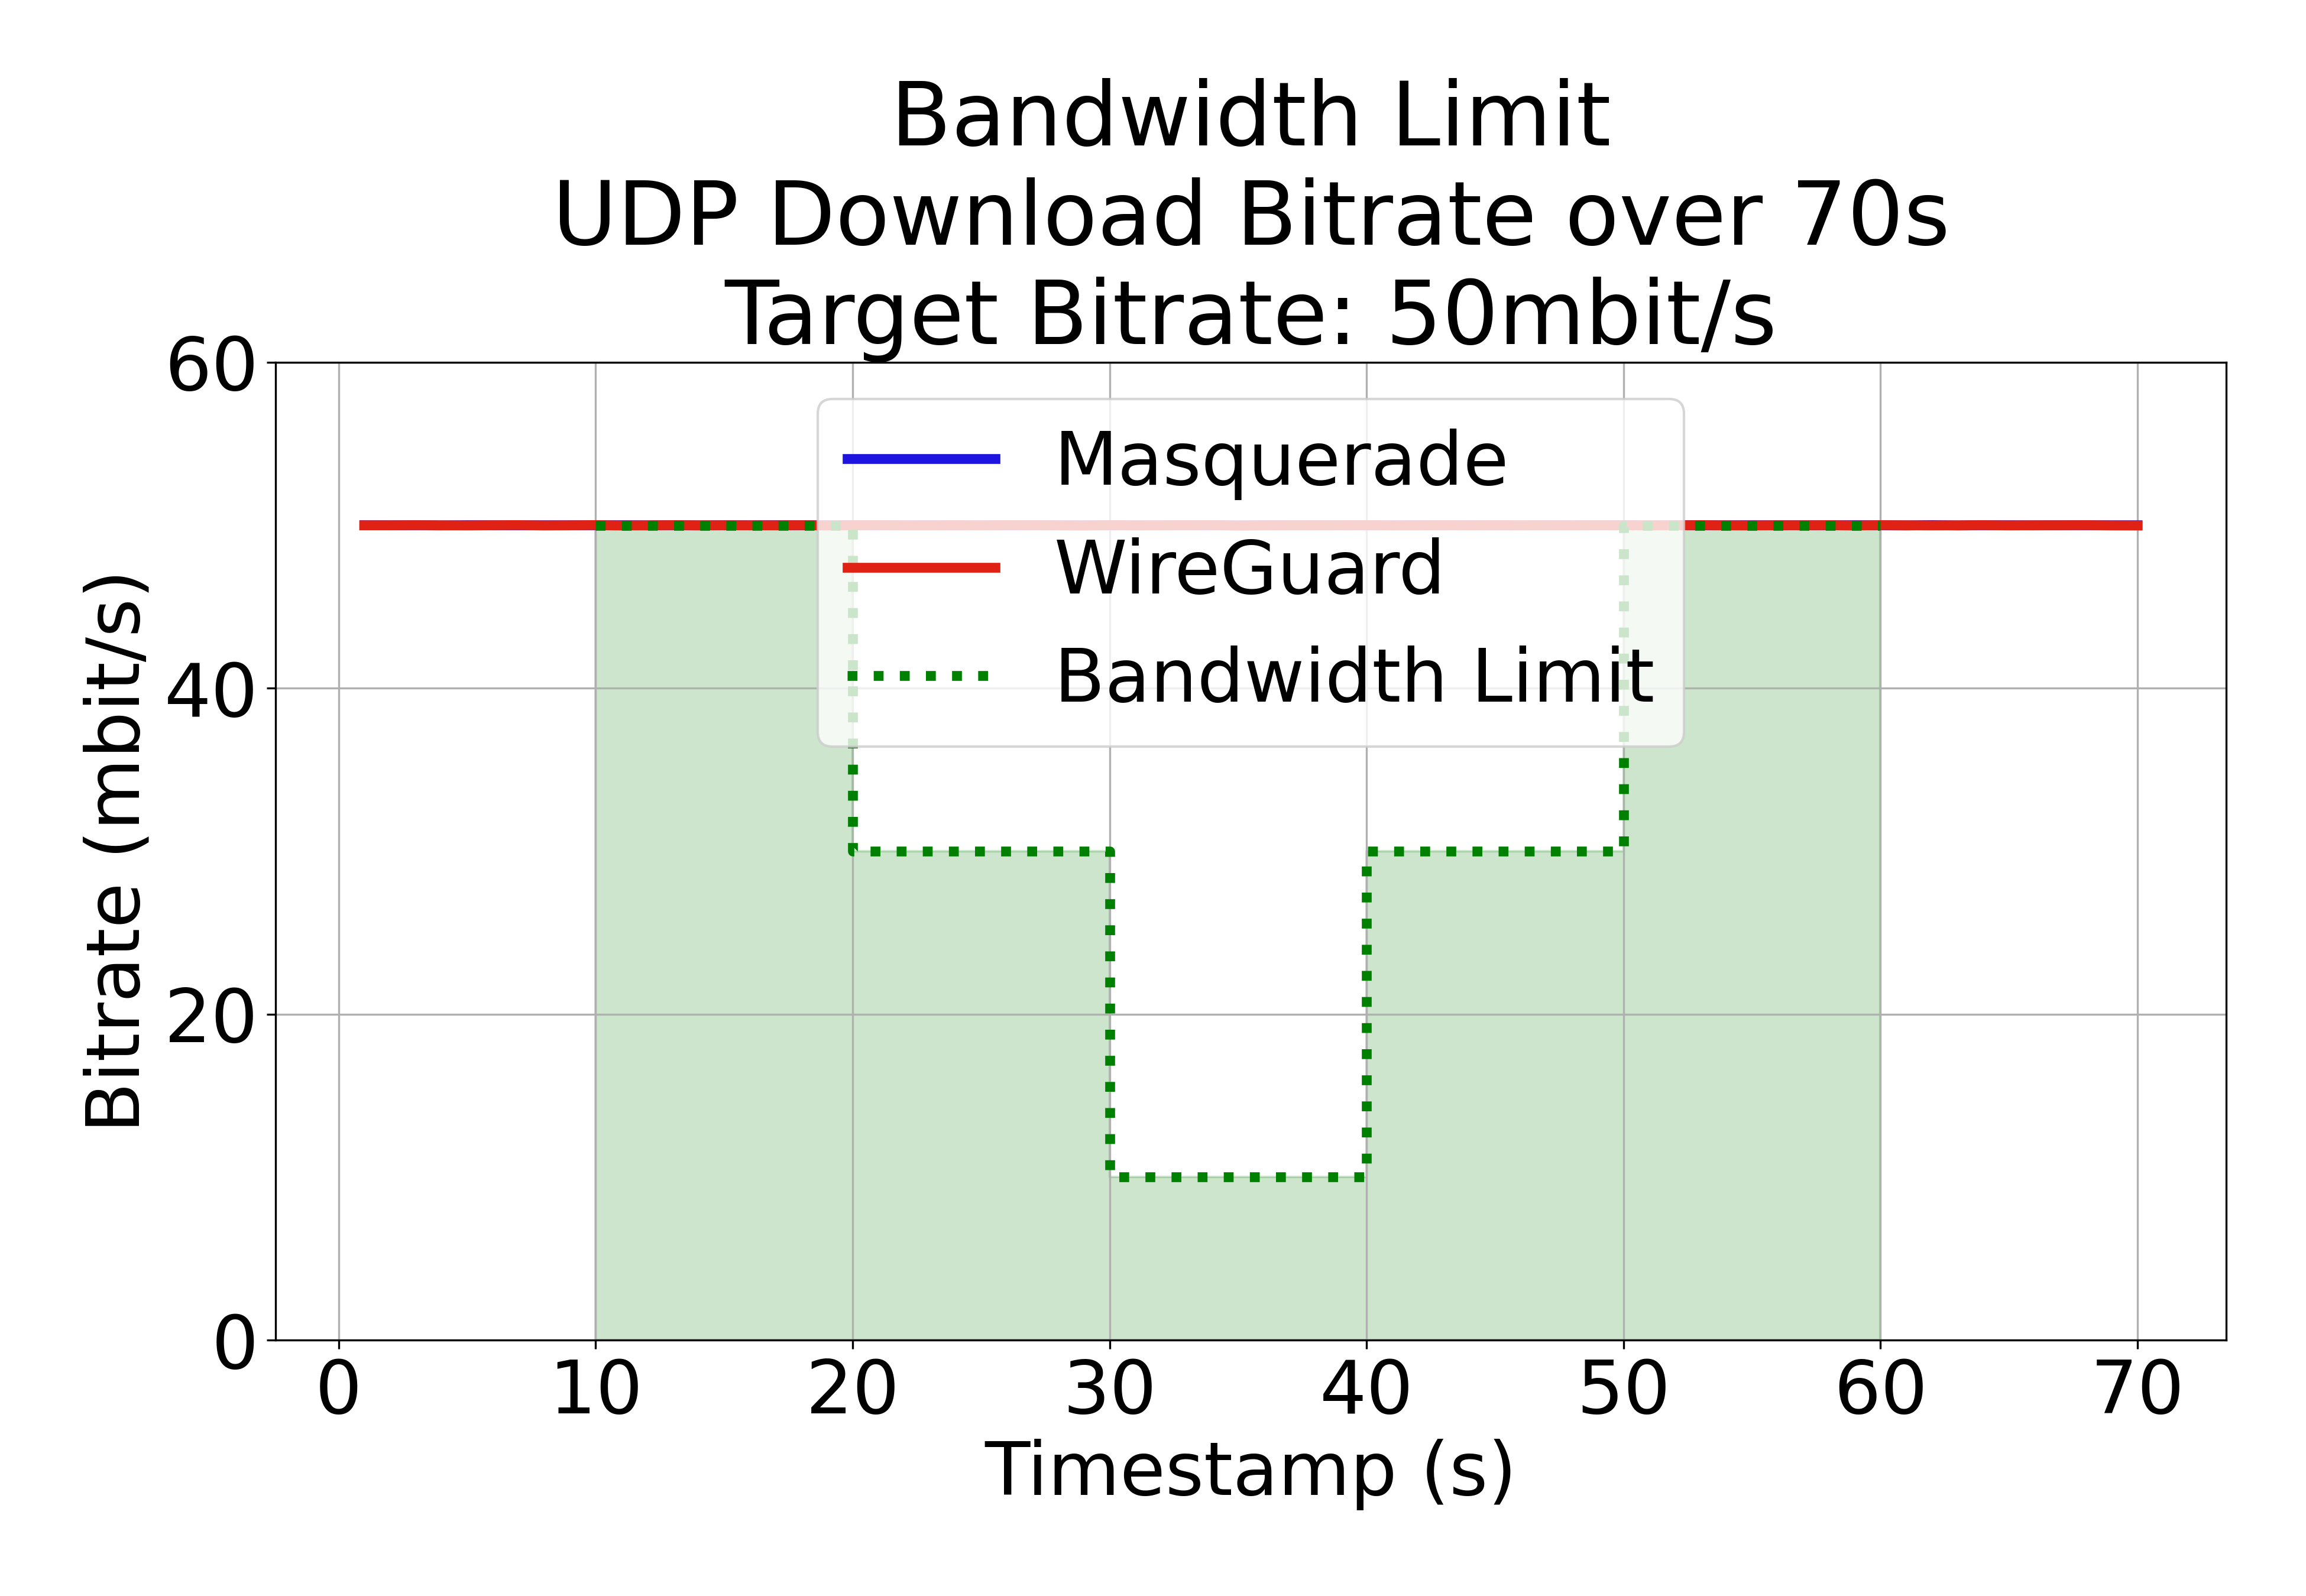 Bandwidth Limit
UDP Download Bitrate over 70s
Target Bitrate: 50mbit/s
60
40
20
0
Bitrate (mbit/s)
Masquerade
WireGuard
Bandwidth Limit
0 10 20 30 40 50 60 70
Timestamp (s)